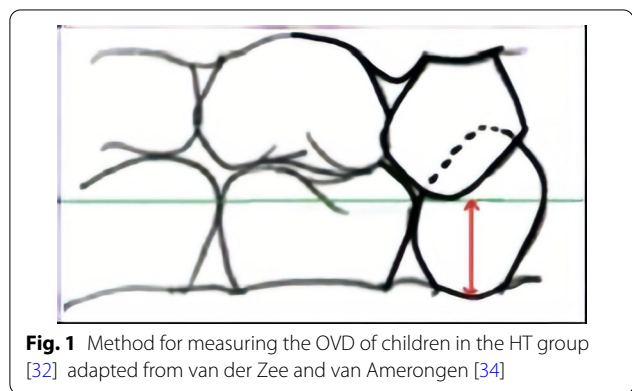 Fig. 1 Method for measuring the OVD of children in the HT group
[32] adapted from van der Zee and van Amerongen [34]